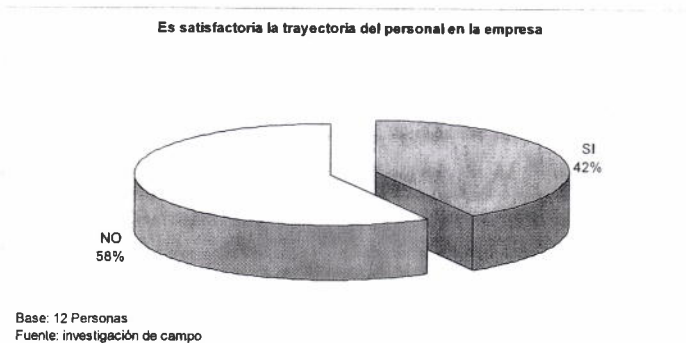 Es satisfactoria la trayectoria del personal en la empresa
SI
42%
NO
58%
Base: 12 Personas
Fuente: investigación de campo